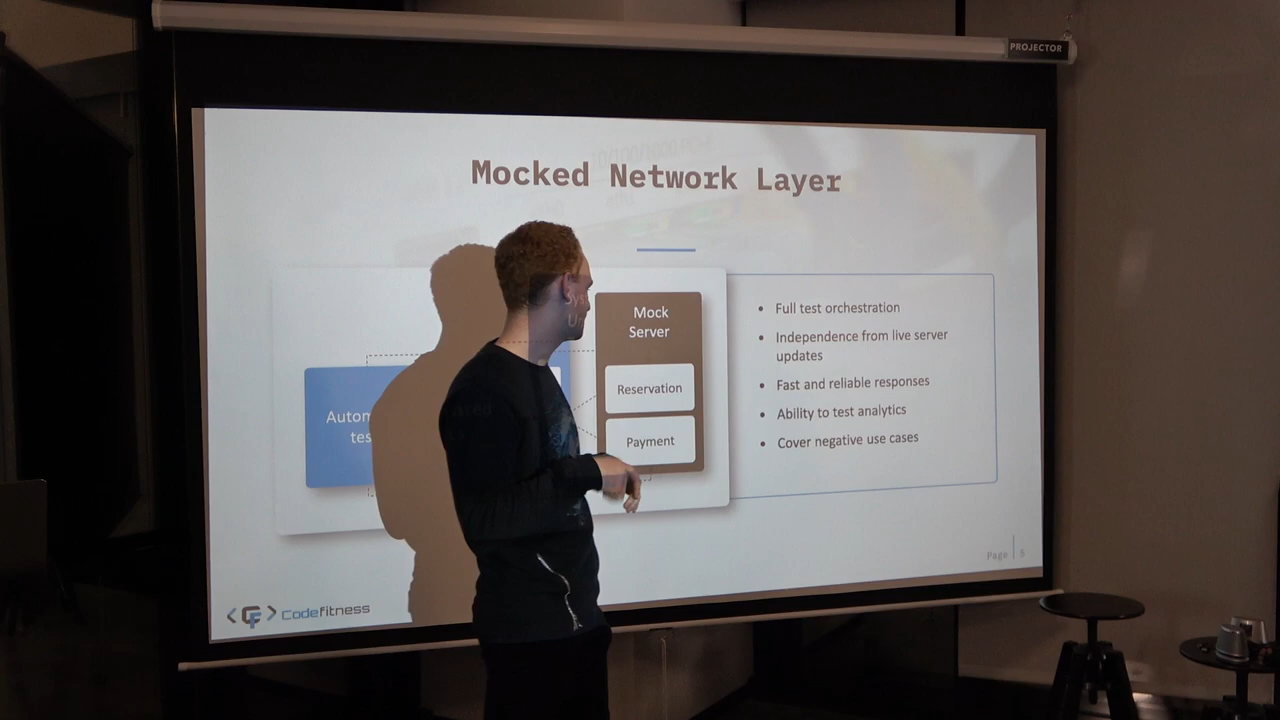 PROJECTOR
Mocked Network Layer
Mock
Server
Reservation
Payment
Full test orchestration
Independence from live server
updates
Fast and reliable responses
Ability to test analytics
Cover negative use cases
Page 5
Codefitness